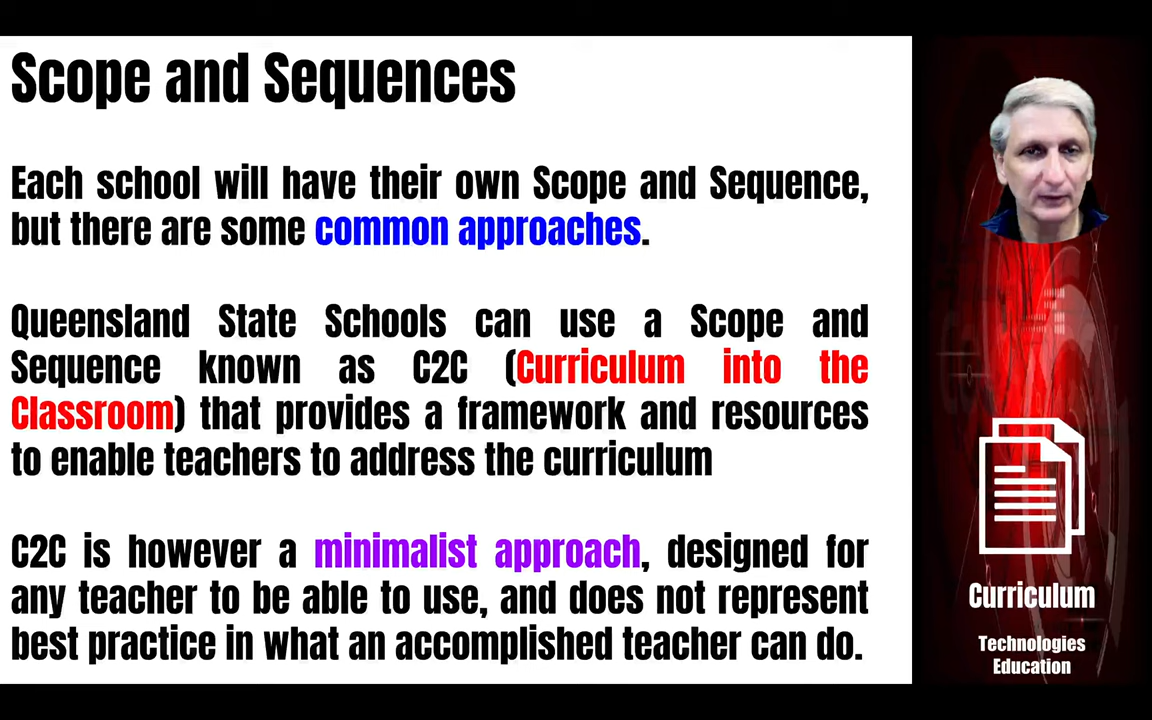 Scope and Sequences
Each school will have their own Scope and Sequence,
but there are some common approaches.
Queensland State Schools can use a Scope and
Sequence known as C2C (Curriculum into the
Classroom) that provides a framework and resources
to enable teachers to address the curriculum
C2C is however a minimalist approach, designed for
any teacher to be able to use, and does not represent
best practice in what an accomplished teacher can do.
Curriculum
Technologies
Education